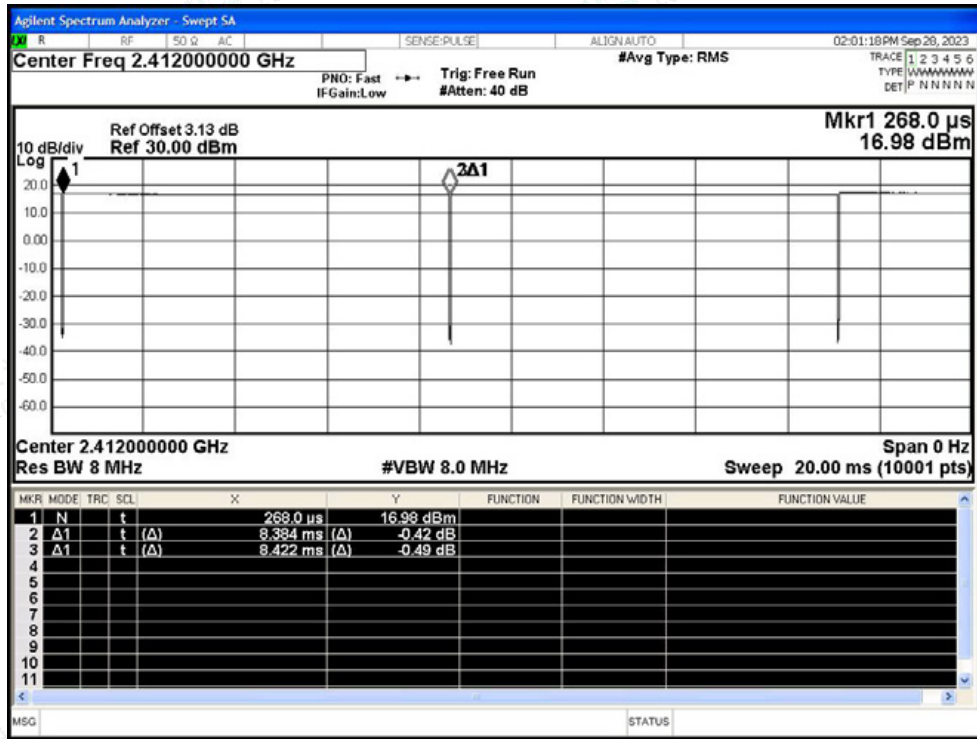 Agilent Spectrum Analyzer - Swept SA
R RF 50 Ω AC SENSE:PULSE ALIGNAUTO 02:01:18PM Sep 28, 2023
Center Freq 2.412000000 GHz
PNO: Fast
IFGain:Low
Trig: Free Run
#Atten: 40 dB
#Avg Type: RMS
TRACE 1 2 3 4 5 6
TYPE WWWWWWW
DET P N N N N N
Ref Offset 3.13 dB
10 dB/div Ref 30.00 dBm
Log
Mkr1 268.0 µs
16.98 dBm
1
Δ1
20.0
10.0
0.00
-10.0
-20.0
-30.0
-40.0
-50.0
-60.0
Center 2.412000000 GHz Span 0 Hz
Res BW 8 MHz #VBW 8.0 MHz Sweep 20.00 ms (10001 pts)
MKR MODE TRC SCL X Y FUNCTION FUNCTION WIDTH FUNCTION VALUE
1 N t 268.0 µs 16.98 dBm
2 Δ1 t (Δ) 8.384 ms (Δ) -0.42 dB
3 Δ1 t (Δ) 8.422 ms (Δ) -0.49 dB
4
5
6
7
8
9
10
11
MSG STATUS